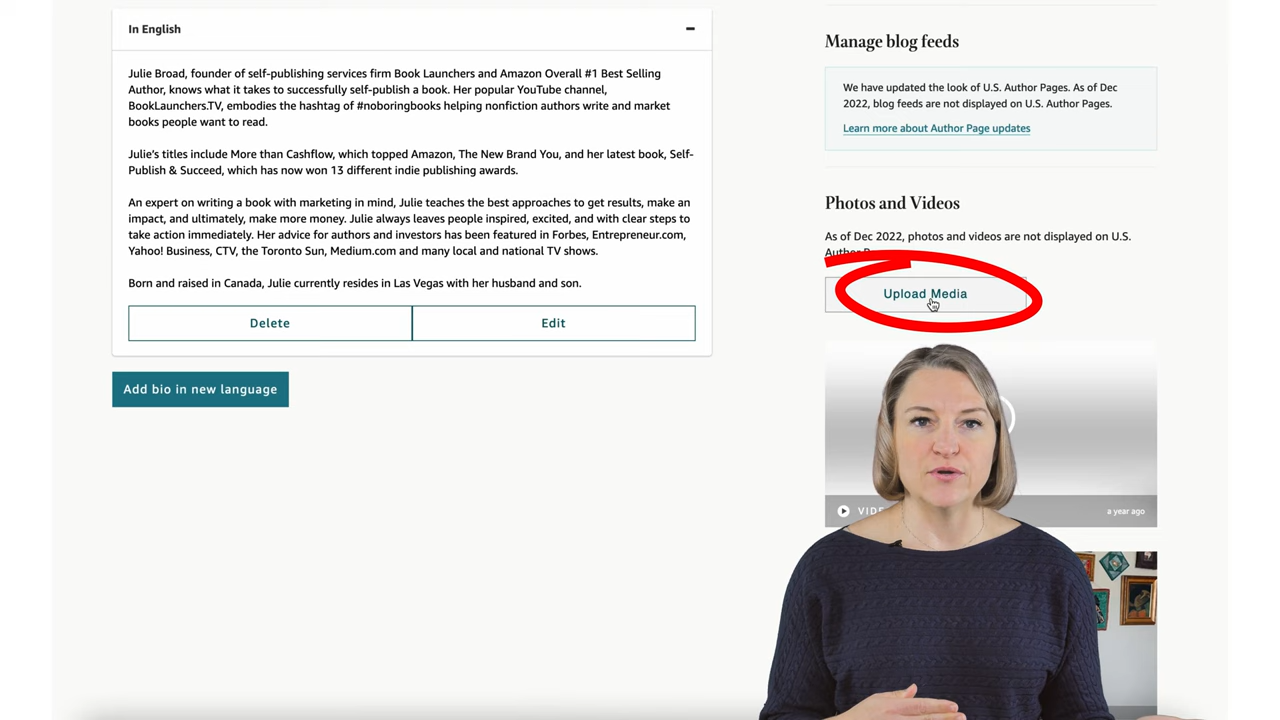 In English
Julie Broad, founder of self-publishing services firm Book Launchers and Amazon Overall #1 Best Selling
Author, knows what it takes to successfully self-publish a book. Her popular YouTube channel,
BookLaunchers.TV, embodies the hashtag of #noboringbooks helping nonfiction authors write and market
books people want to read.
Julie’s titles include More than Cashflow, which topped Amazon, The New Brand You, and her latest book, Self-
Publish & Succeed, which has now won 13 different indie publishing awards.
An expert on writing a book with marketing in mind, Julie teaches the best approaches to get results, make an
impact, and ultimately, make more money. Julie always leaves people inspired, excited, and with clear steps to
take action immediately. Her advice for authors and investors has been featured in Forbes, Entrepreneur.com,
Yahoo! Business, CTV, the Toronto Sun, Medium.com and many local and national TV shows.
Born and raised in Canada, Julie currently resides in Las Vegas with her husband and son.
Delete
Edit
Add bio in new language
Manage blog feeds
We have updated the look of U.S. Author Pages. As of Dec
2022, blog feeds are not displayed on U.S. Author Pages.
Learn more about Author Page updates
Photos and Videos
As of Dec 2022, photos and videos are not displayed on U.S.
Author
Upload Media
a year ago